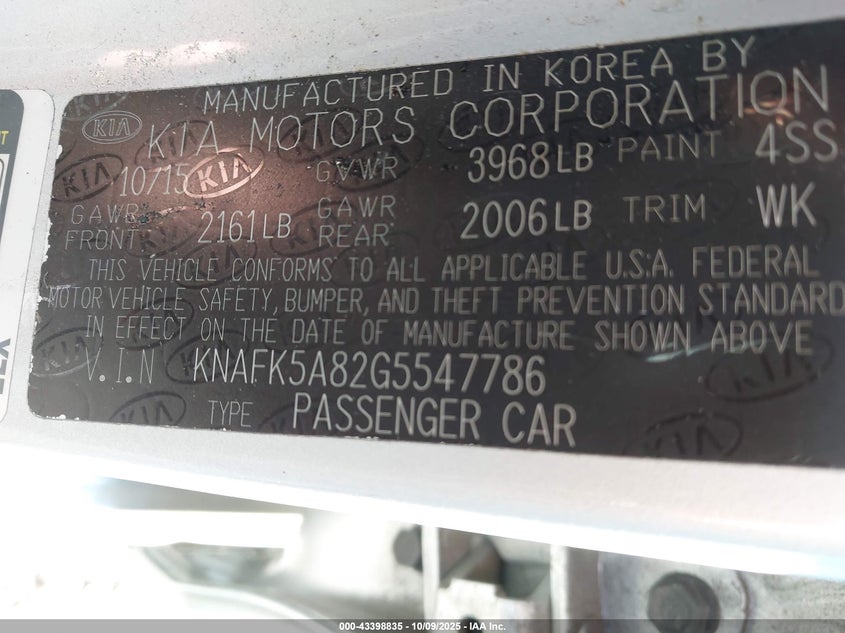 MANUFACTURED IN KOREA BY
KIA KIA MOTORS CORPORATION
10/15 KIA GVWR 3968LB PAINT 4SS
GAWR FRONT 2161LB GAWR REAR 2006LB TRIM WK
THIS VEHICLE CONFORMS TO ALL APPLICABLE U.S.A. FEDERAL
MOTOR VEHICLE SAFETY, BUMPER, AND THEFT PREVENTION STANDARD
IN EFFECT ON THE DATE OF MANUFACTURE SHOWN ABOVE
V.I.N KNAFK5A82G5547786
TYPE PASSENGER CAR
000-43398835 - 10/09/2025 - IAA Inc.